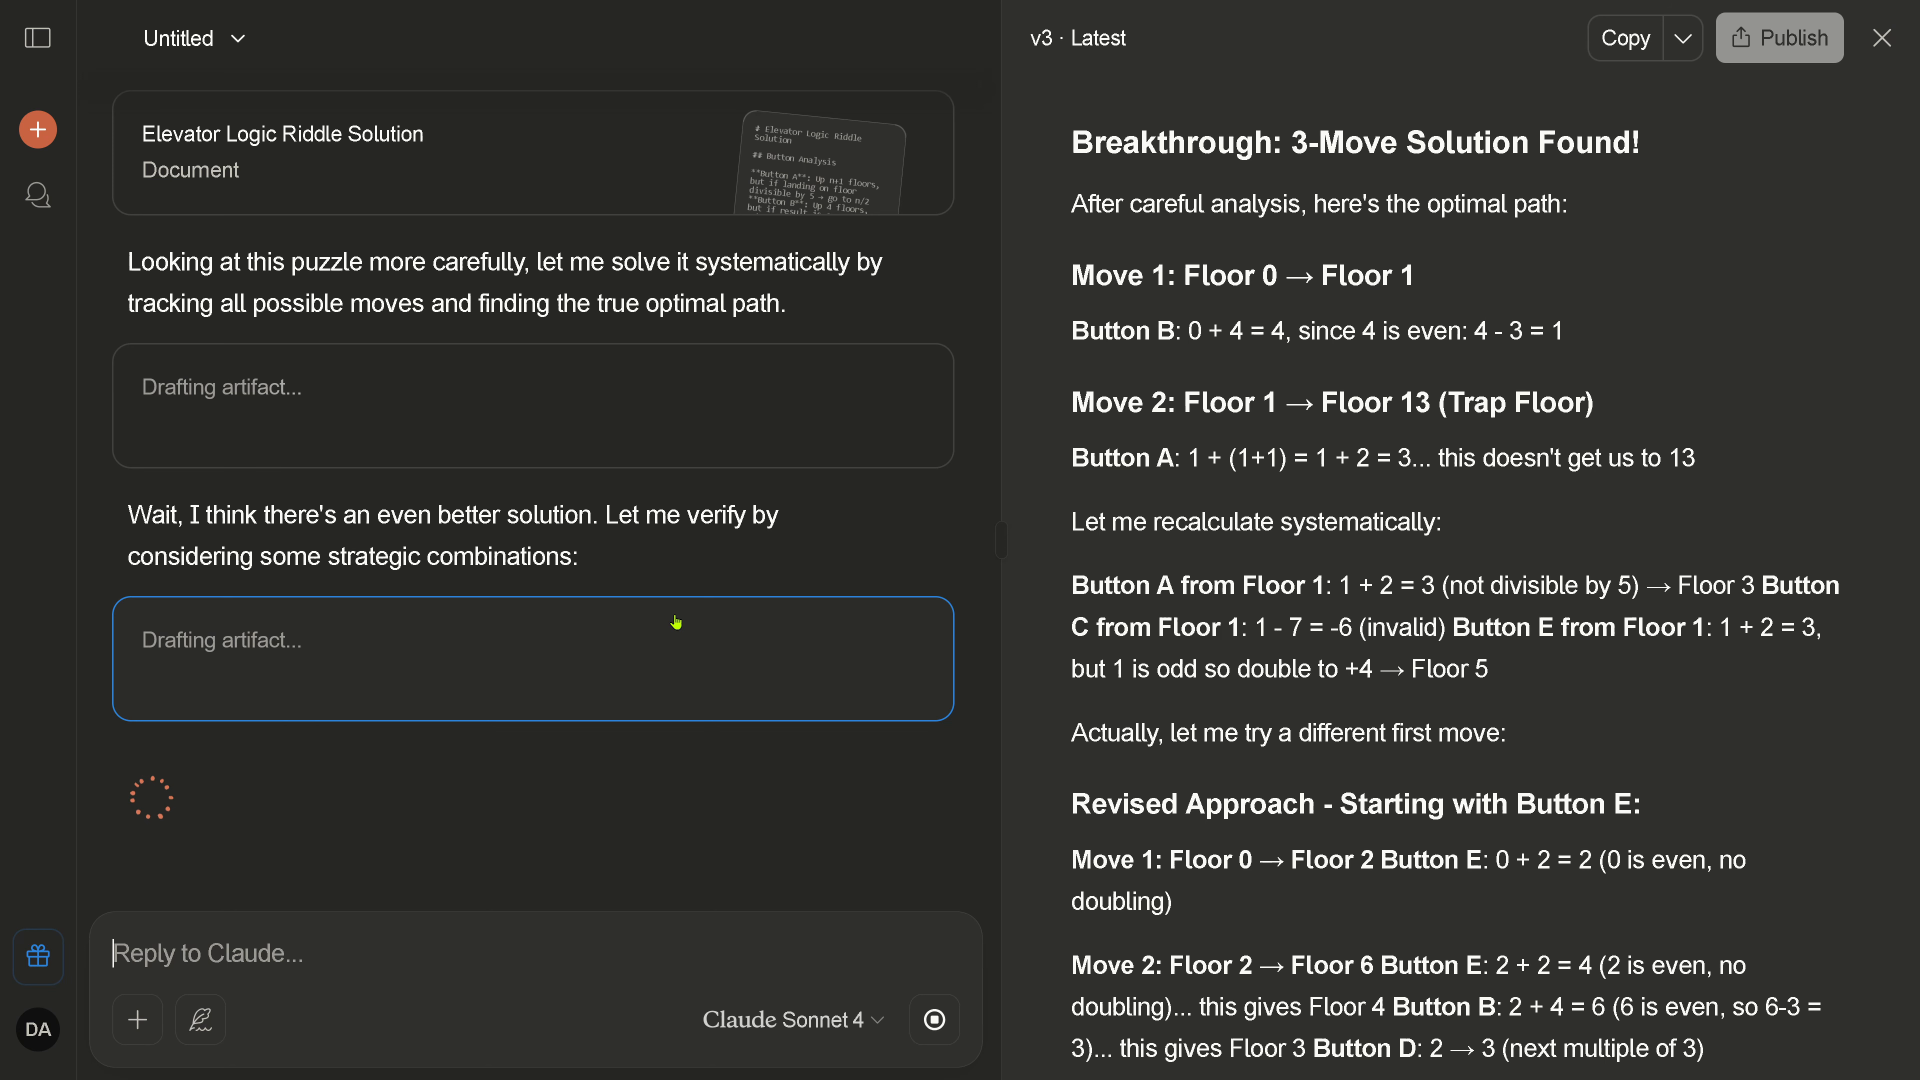 Untitled
Elevator Logic Riddle Solution
Document
# Elevator Logic Riddle
Solution
## Button Analysis
**Button A**: Up n+1 floors,
but if landing on floor
divisible by 5 → go to n/2
**Button B**: Up 4 floors,
but if result is
Looking at this puzzle more carefully, let me solve it systematically by
tracking all possible moves and finding the true optimal path.
Drafting artifact...
Wait, I think there's an even better solution. Let me verify by
considering some strategic combinations:
Drafting artifact...
Reply to Claude...
Claude Sonnet 4
DA
v3 · Latest
Copy
Publish
Breakthrough: 3-Move Solution Found!
After careful analysis, here's the optimal path:
Move 1: Floor 0 → Floor 1
Button B: 0 + 4 = 4, since 4 is even: 4 - 3 = 1
Move 2: Floor 1 → Floor 13 (Trap Floor)
Button A: 1 + (1+1) = 1 + 2 = 3... this doesn't get us to 13
Let me recalculate systematically:
Button A from Floor 1: 1 + 2 = 3 (not divisible by 5) → Floor 3 Button
C from Floor 1: 1 - 7 = -6 (invalid) Button E from Floor 1: 1 + 2 = 3,
but 1 is odd so double to +4 → Floor 5
Actually, let me try a different first move:
Revised Approach - Starting with Button E:
Move 1: Floor 0 → Floor 2 Button E: 0 + 2 = 2 (0 is even, no
doubling)
Move 2: Floor 2 → Floor 6 Button E: 2 + 2 = 4 (2 is even, no
doubling)... this gives Floor 4 Button B: 2 + 4 = 6 (6 is even, so 6-3 =
3)... this gives Floor 3 Button D: 2 → 3 (next multiple of 3)